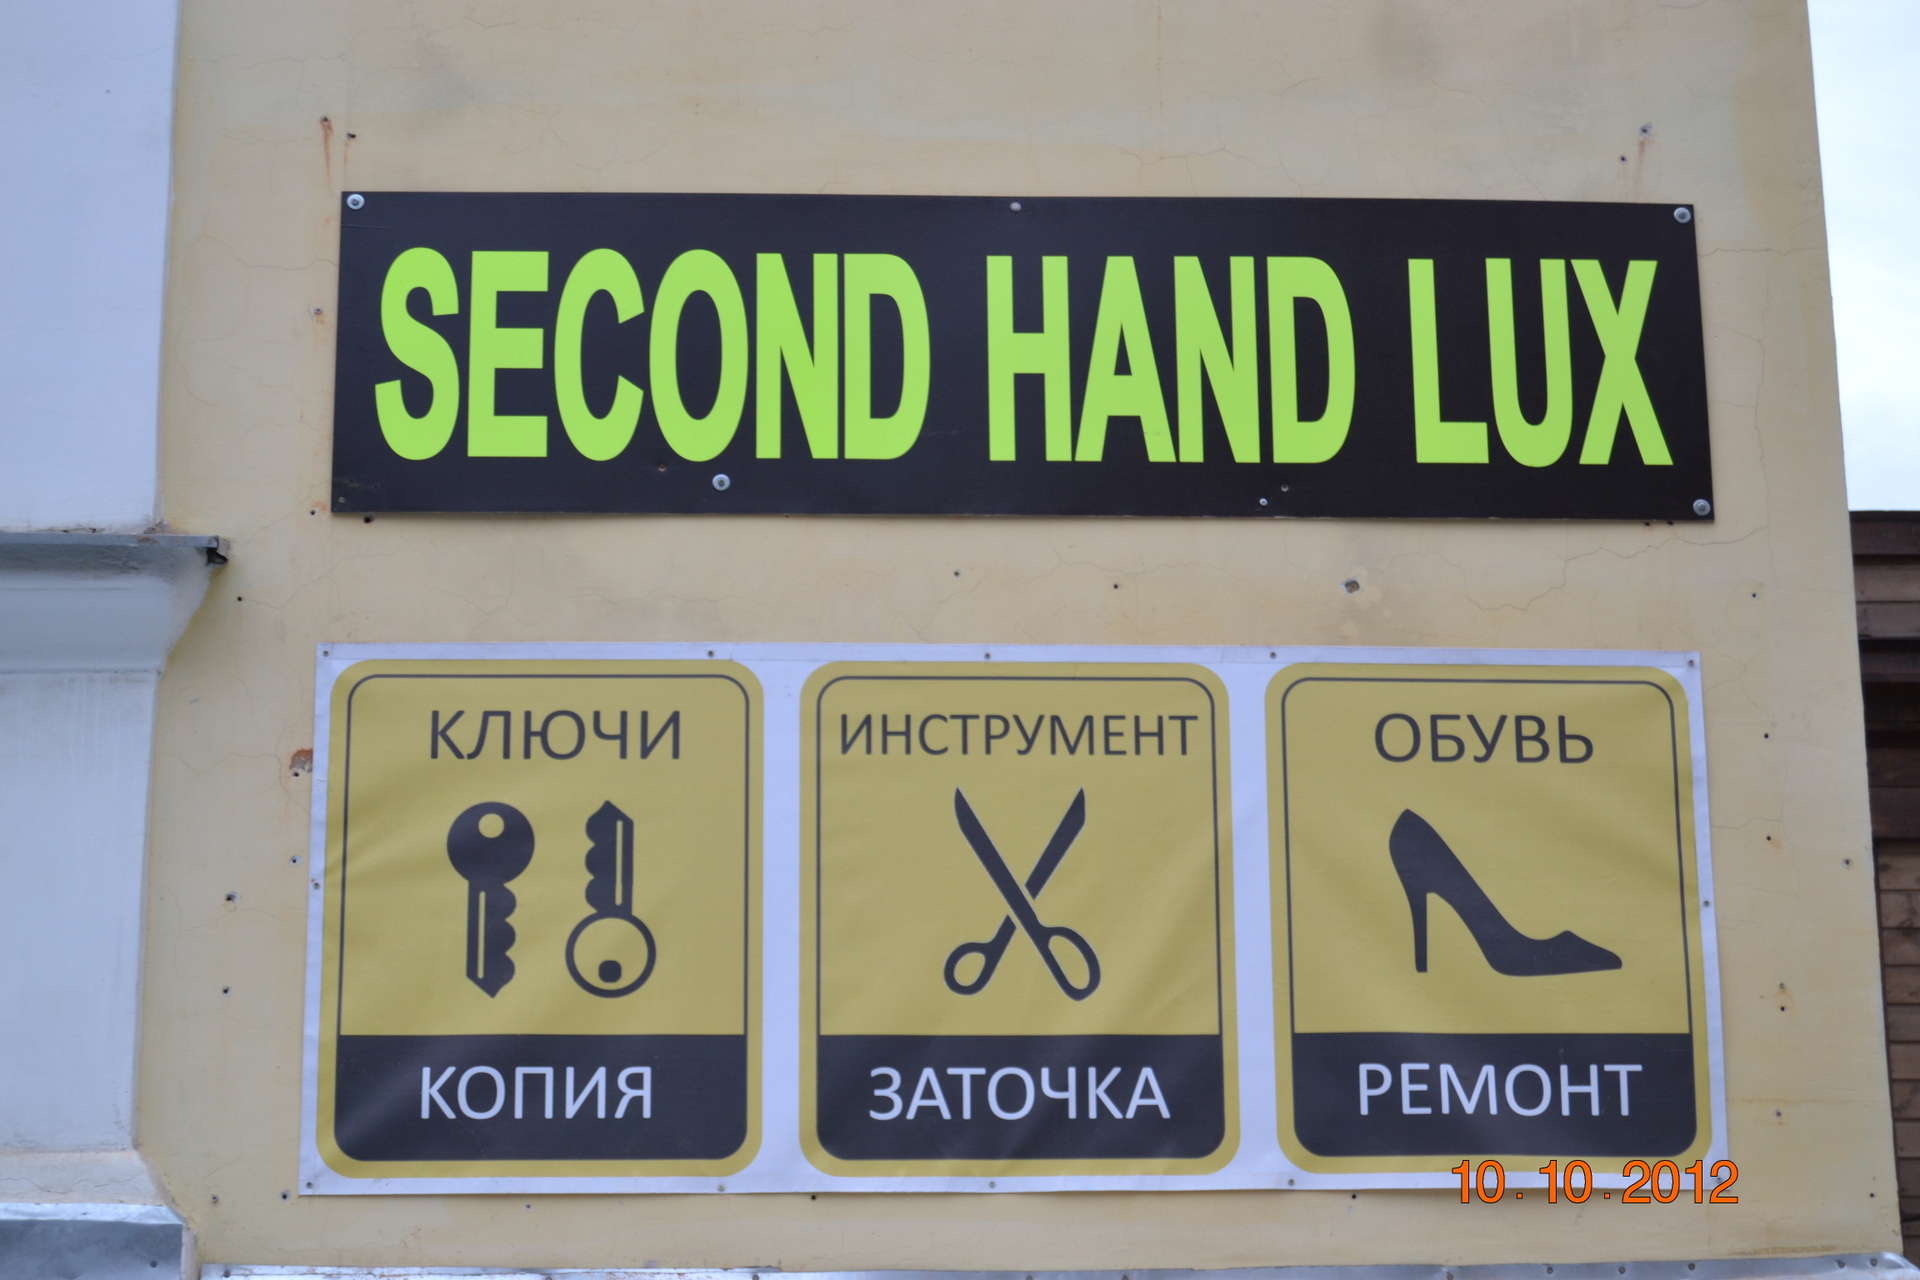 SECOND HAND LUX
КЛЮЧИ
КОПИЯ
ИНСТРУМЕНТ
ЗАТОЧКА
ОБУВЬ
РЕМОНТ
10.10.2012